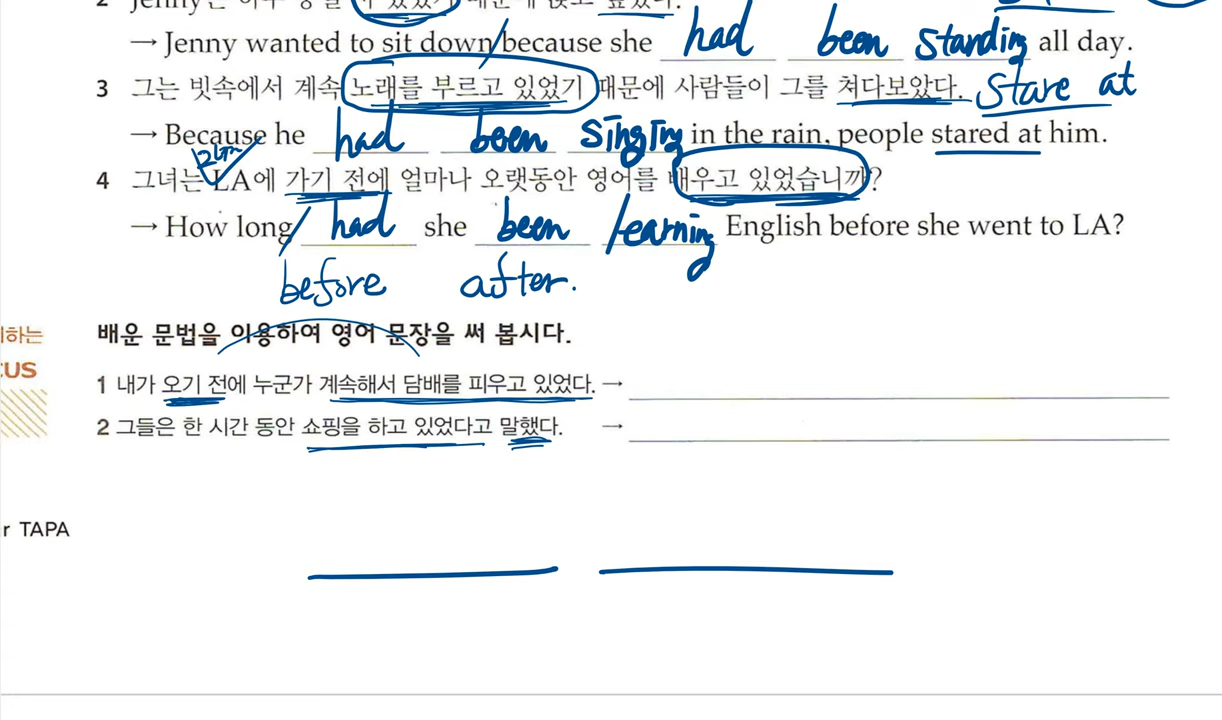 → Jenny wanted to sit down because she had been standing all day.
3 그는 빗속에서 계속 노래를 부르고 있었기 때문에 사람들이 그를 쳐다보았다. stare at
→ Because he had been singing in the rain, people stared at him.
4 그녀는 LA에 가기 전에 얼마나 오랫동안 영어를 배우고 있었습니까?
→ How long had she been learning English before she went to LA?
before after.
배운 문법을 이용하여 영어 문장을 써 봅시다.
CUS
1 내가 오기 전에 누군가 계속해서 담배를 피우고 있었다. →
2 그들은 한 시간 동안 쇼핑을 하고 있었다고 말했다. →
r TAPA